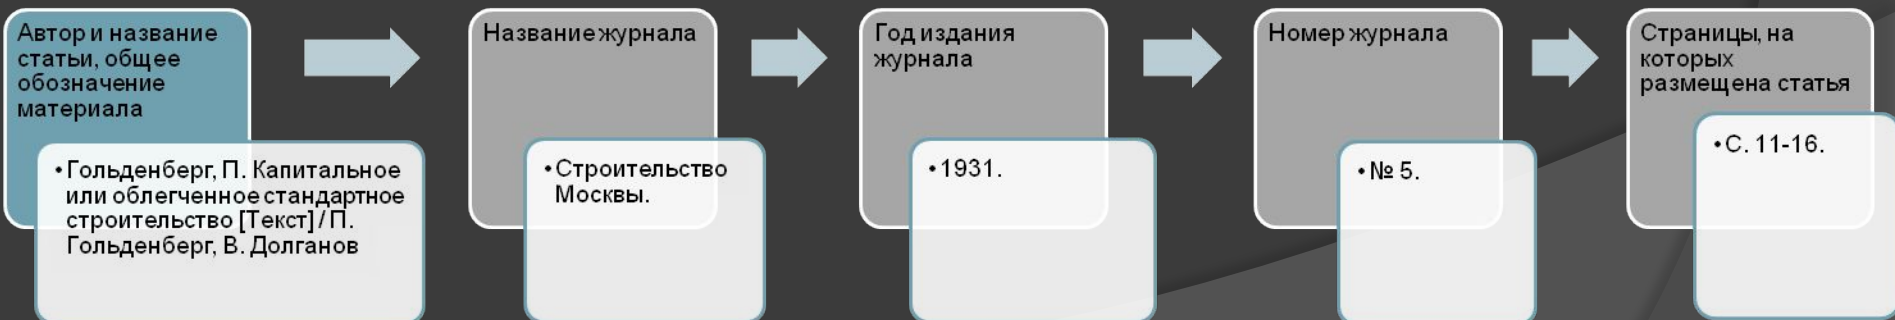 Автор и название
статьи, общее
обозначение
материала
• Гольденберг, П. Капитальное
или облегченное стандартное
строительство [Текст] / П.
Гольденберг, В. Долганов
Название журнала
• Строительство
Москвы.
Год издания
журнала
• 1931.
Номер журнала
• № 5.
Страницы, на
которых
размещена статья
• С. 11-16.